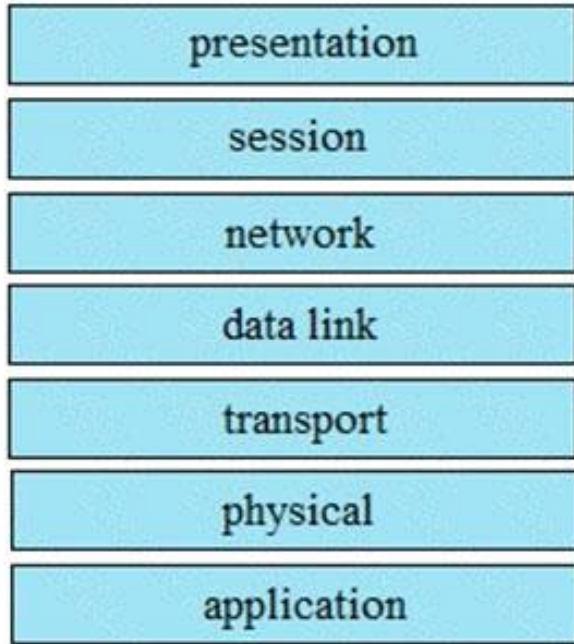 presentation
session
network
data link
transport
physical
application